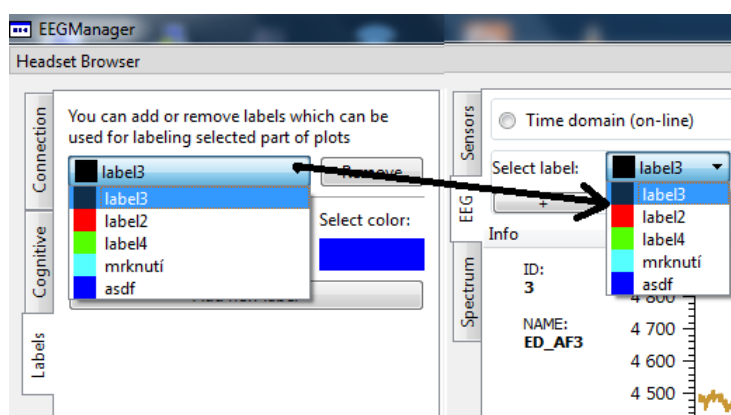 EEGManager
Headset Browser
Connection
Cognitive
Labels
You can add or remove labels which can be
used for labeling selected part of plots
label3
Remove
label3
label2
label4
mrknutí
asdf
Select color:
Sensors
EEG
Spectrum
Time domain (on-line)
Select label:
label3
+
label3
label2
label4
mrknutí
asdf
Info
ID:
3
NAME:
ED_AF3
4 800
4 700
4 600
4 500